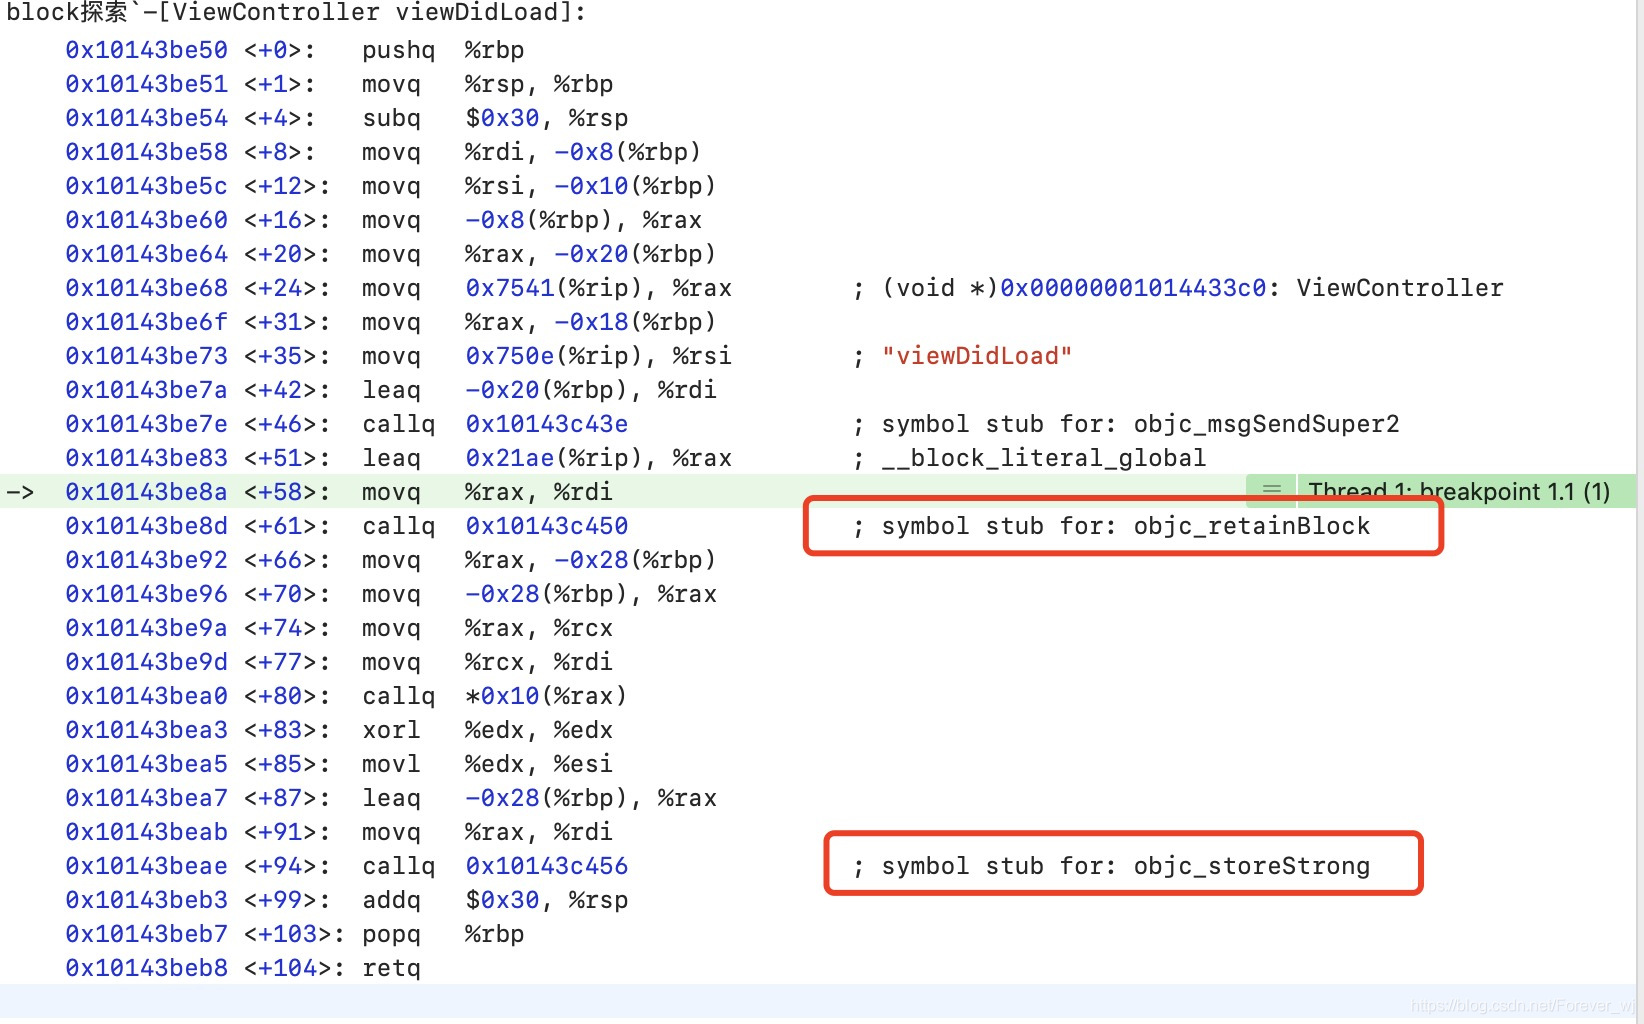 block探索`-[ViewController viewDidLoad]:
0x10143be50 <+0>: pushq %rbp
0x10143be51 <+1>: movq %rsp, %rbp
0x10143be54 <+4>: subq $0x30, %rsp
0x10143be58 <+8>: movq %rdi, -0x8(%rbp)
0x10143be5c <+12>: movq %rsi, -0x10(%rbp)
0x10143be60 <+16>: movq -0x8(%rbp), %rax
0x10143be64 <+20>: movq %rax, -0x20(%rbp)
0x10143be68 <+24>: movq 0x7541(%rip), %rax ; (void *)0x00000001014433c0: ViewController
0x10143be6f <+31>: movq %rax, -0x18(%rbp)
0x10143be73 <+35>: movq 0x750e(%rip), %rsi ; "viewDidLoad"
0x10143be7a <+42>: leaq -0x20(%rbp), %rdi
0x10143be7e <+46>: callq 0x10143c43e ; symbol stub for: objc_msgSendSuper2
0x10143be83 <+51>: leaq 0x21ae(%rip), %rax ; __block_literal_global
-> 0x10143be8a <+58>: movq %rax, %rdi Thread 1: breakpoint 1.1 (1)
0x10143be8d <+61>: callq 0x10143c450 ; symbol stub for: objc_retainBlock
0x10143be92 <+66>: movq %rax, -0x28(%rbp)
0x10143be96 <+70>: movq -0x28(%rbp), %rax
0x10143be9a <+74>: movq %rax, %rcx
0x10143be9d <+77>: movq %rcx, %rdi
0x10143bea0 <+80>: callq *0x10(%rax)
0x10143bea3 <+83>: xorl %edx, %edx
0x10143bea5 <+85>: movl %edx, %esi
0x10143bea7 <+87>: leaq -0x28(%rbp), %rax
0x10143beab <+91>: movq %rax, %rdi
0x10143beae <+94>: callq 0x10143c456 ; symbol stub for: objc_storeStrong
0x10143beb3 <+99>: addq $0x30, %rsp
0x10143beb7 <+103>: popq %rbp
0x10143beb8 <+104>: retq
https://blog.csdn.net/Forever_wj